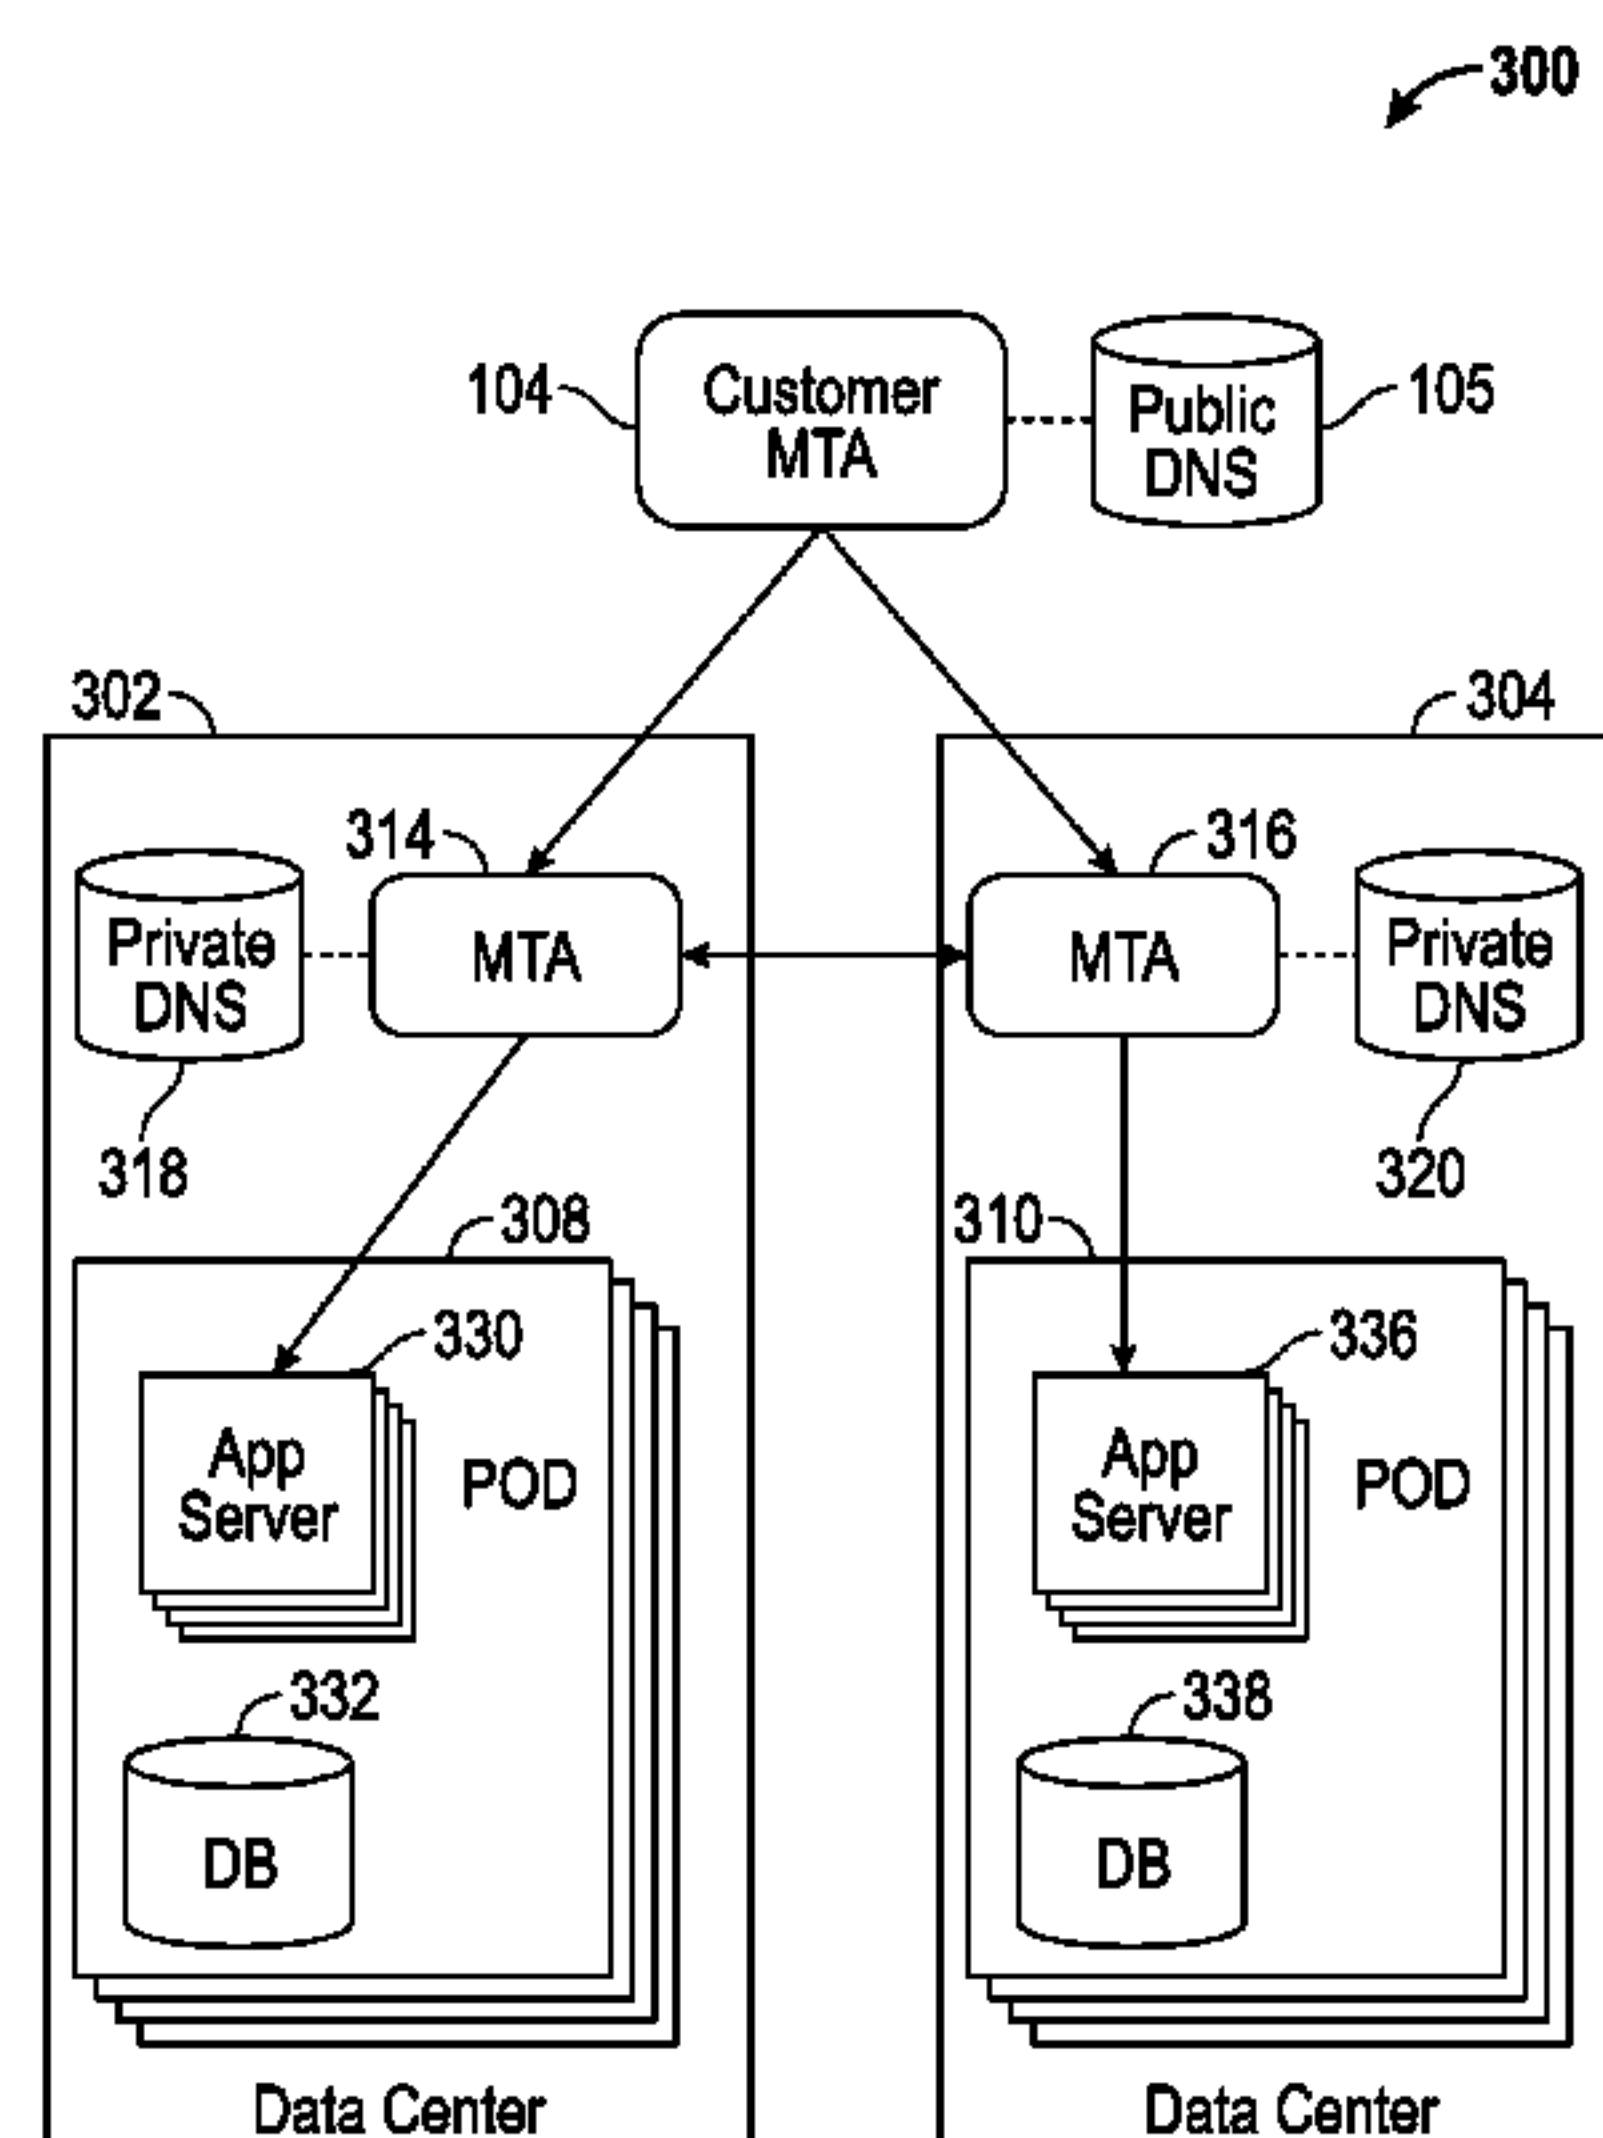 300
104
Customer
MTA
Public
DNS
105
302
304
314
316
Private
DNS
MTA
MTA
Private
DNS
318
320
308
310
330
336
App
Server
POD
App
Server
POD
332
338
DB
DB
Data Center
Data Center